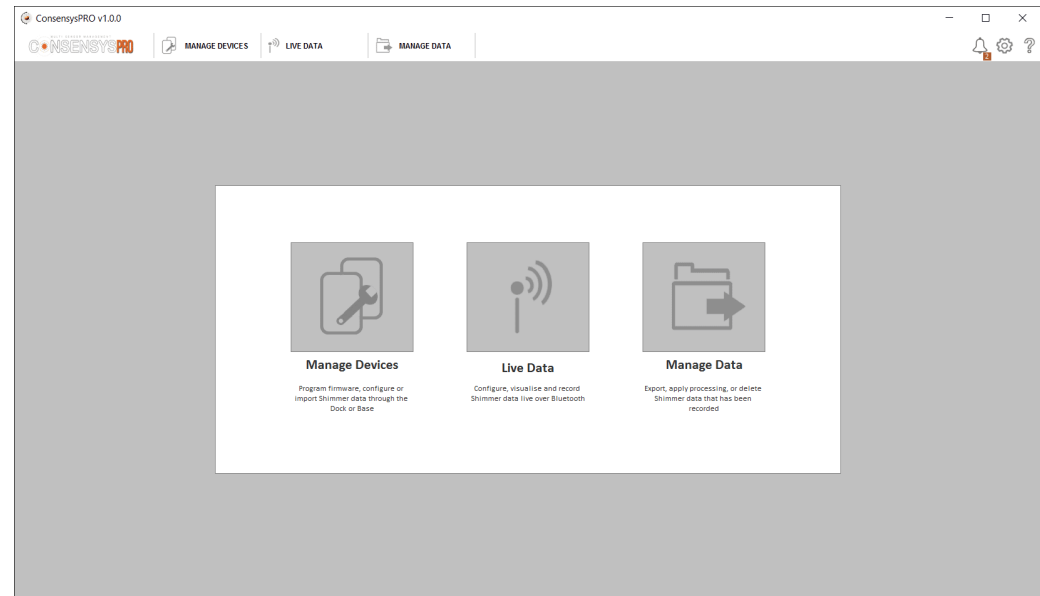 ConsensysPRO v1.0.0
CONSENSYSPRO
MANAGE DEVICES
LIVE DATA
MANAGE DATA
2
Manage Devices
Program firmware, configure or
import Shimmer data through the
Dock or Base
Live Data
Configure, visualise and record
Shimmer data live over Bluetooth
Manage Data
Export, apply processing, or delete
Shimmer data that has been
recorded